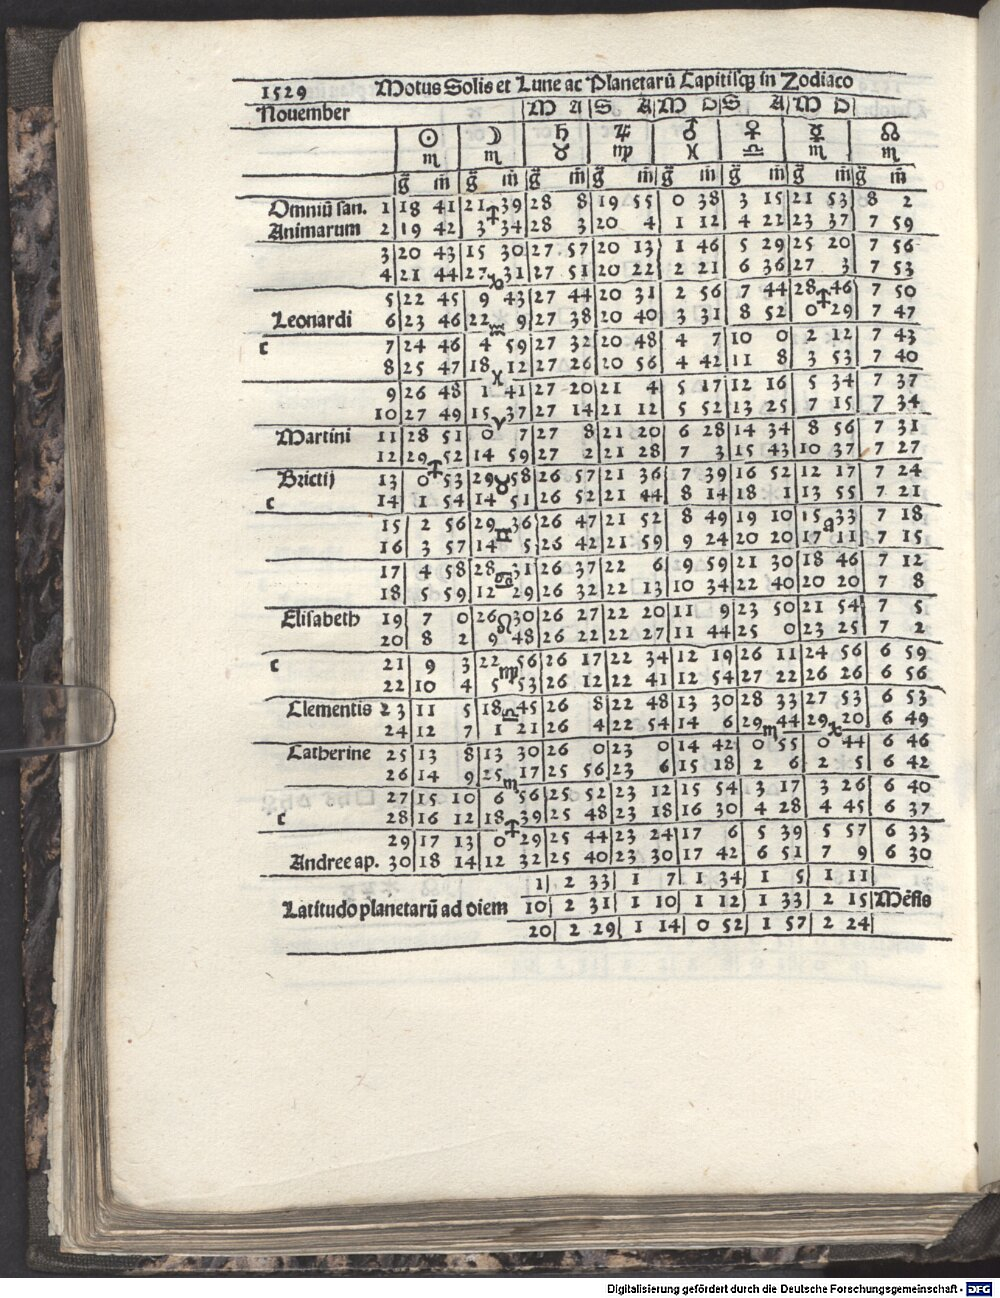 1529 Motus Solis et Lune ac Planetarū Capitisq; in Zodiaco
Nouember M A S A M D S A M D
☉ ☽ ♄ ♃ ♂ ♀ ☿ ☊
♏ ♏ ♉ ♍ ♓ ♎ ♏ ♏
g̃ m̃ g̃ m̃ g̃ m̃ g̃ m̃ g̃ m̃ g̃ m̃ g̃ m̃ g̃ m̃
Omniū san. 1 18 41 21 39 28 8 19 55 0 38 3 15 21 53 8 2
Animarum 2 19 42 ♐ 3 34 28 3 20 4 1 12 4 22 23 37 7 59
3 20 43 15 30 27 57 20 13 1 46 5 29 25 20 7 56
4 21 44 27 31 27 51 20 22 2 21 6 36 27 3 7 53
5 22 45 ♑ 9 43 27 44 20 31 2 56 7 44 28 46 7 50
Leonardi 6 23 46 22 9 27 38 20 40 3 31 8 52 ♐ 0 29 7 47
c 7 24 46 ♒ 4 59 27 32 20 48 4 7 10 0 2 12 7 43
8 25 47 18 12 27 26 20 56 4 42 11 8 3 53 7 40
9 26 48 ♓ 1 41 27 20 21 4 5 17 12 16 5 34 7 37
10 27 49 15 37 27 14 21 12 5 52 13 25 7 15 7 34
Martini 11 28 51 ♈ 0 7 27 8 21 20 6 28 14 34 8 56 7 31
12 29 52 14 59 27 2 21 28 7 3 15 43 10 37 7 27
Brictij 13 ♐ 0 53 29 58 26 57 21 36 7 39 16 52 12 17 7 24
c 14 1 54 ♉ 14 51 26 52 21 44 8 14 18 1 13 55 7 21
15 2 56 29 36 26 47 21 52 8 49 19 10 15 33 7 18
16 3 57 ♊ 14 5 26 42 21 59 9 24 20 20 a 17 11 7 15
17 4 58 28 31 26 37 22 6 9 59 21 30 18 46 7 12
18 5 59 ♋ 12 29 26 32 22 13 10 34 22 40 20 20 7 8
Elisabeth 19 7 0 26 30 26 27 22 20 11 9 23 50 21 54 7 5
20 8 2 ♌ 9 48 26 22 22 27 11 44 25 0 23 25 7 2
c 21 9 3 22 56 26 17 22 34 12 19 26 11 24 56 6 59
22 10 4 ♍ 5 53 26 12 22 41 12 54 27 22 26 26 6 56
Clementis 23 11 5 18 45 26 8 22 48 13 30 28 33 27 53 6 53
24 12 7 ♎ 1 21 26 4 22 54 14 6 29 44 29 20 6 49
Catherine 25 13 8 13 30 26 0 23 0 14 42 ♏ 0 55 ♐ 0 44 6 46
26 14 9 25 17 25 56 23 6 15 18 2 6 2 5 6 42
27 15 10 ♏ 6 56 25 52 23 12 15 54 3 17 3 26 6 40
c 28 16 12 18 39 25 48 23 18 16 30 4 28 4 45 6 37
29 17 13 ♐ 0 29 25 44 23 24 17 6 5 39 5 57 6 33
Andree ap. 30 18 14 12 32 25 40 23 30 17 42 6 51 7 9 6 30
1 2 33 1 7 1 34 1 5 1 11
Latitudo planetarū ad diem 10 2 31 1 10 1 12 1 33 2 15 Mēsis
20 2 29 1 14 0 52 1 57 2 24
Digitalisierung gefördert durch die Deutsche Forschungsgemeinschaft - DFG